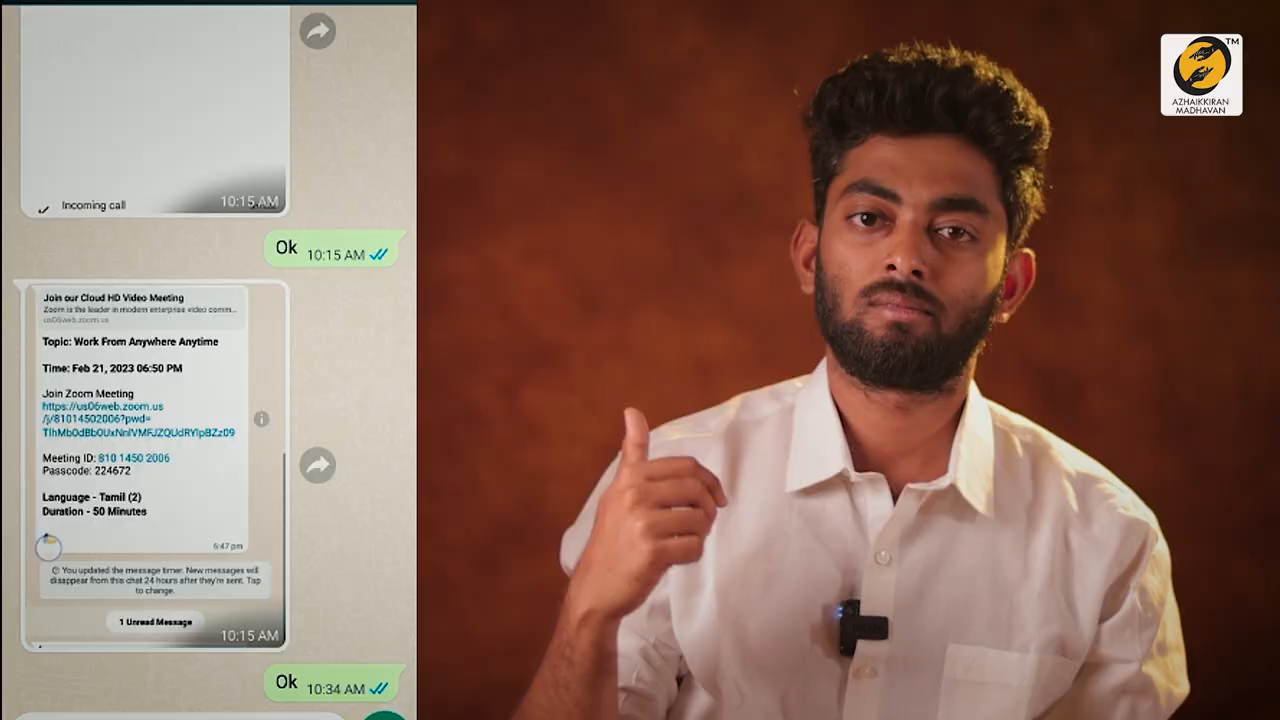 Incoming call
10:15 AM
Ok 10:15 AM
Join our Cloud HD Video Meeting
Zoom is the leader in modern enterprise video comm...
us06web.zoom.us
Topic: Work From Anywhere Anytime
Time: Feb 21, 2023 06:50 PM
Join Zoom Meeting
https://us06web.zoom.us
/j/81014502006?pwd=
Meeting ID: 810 1450 2006
Passcode: 224672
Language - Tamil (2)
Duration - 50 Minutes
6:47 pm
You updated the message timer. New messages will
disappear from this chat 24 hours after they're sent. Tap
to change.
1 Unread Message
10:15 AM
Ok 10:34 AM
TM
AZHAIKKIRAN
MADHAVAN